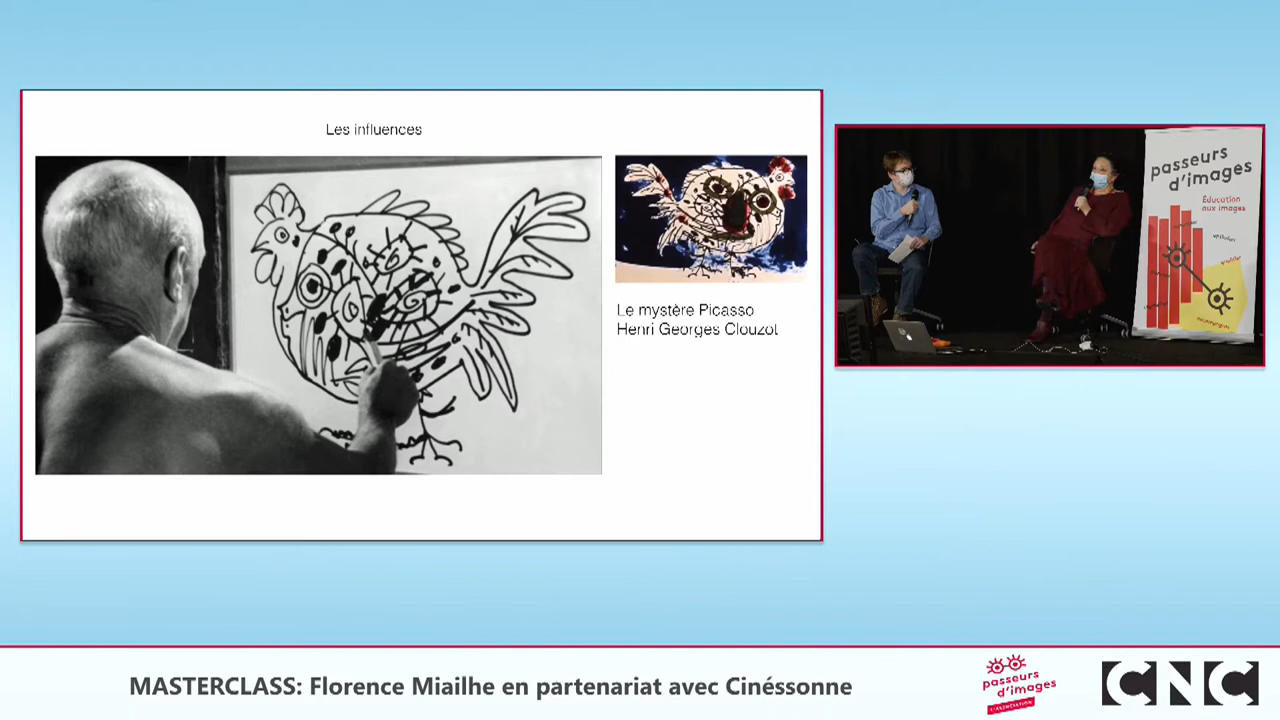 Les influences
Le mystère Picasso
Henri Georges Clouzot
passeurs
d'images
Éducation
aux images
MASTERCLASS: Florence Miailhe en partenariat avec Cinéssonne
passeurs
d'images
CNC